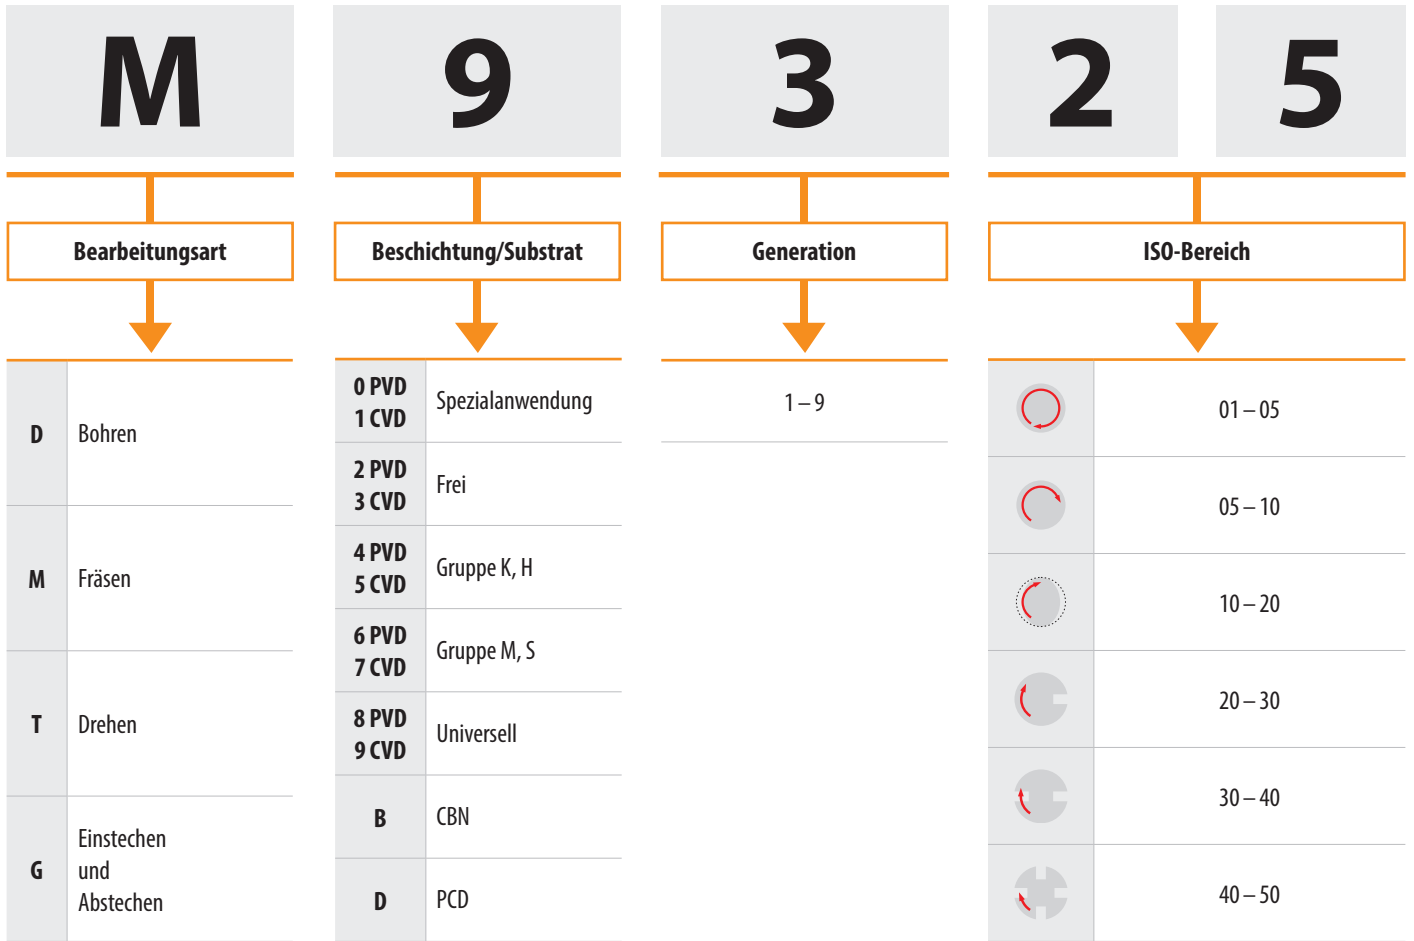 M 9 3 2 5
Bearbeitungsart
Beschichtung/Substrat
Generation
ISO-Bereich
D Bohren
M Fräsen
T Drehen
G Einstechen
und
Abstechen
0 PVD
1 CVD
Spezialanwendung
2 PVD
3 CVD
Frei
4 PVD
5 CVD
Gruppe K, H
6 PVD
7 CVD
Gruppe M, S
8 PVD
9 CVD
Universell
B CBN
D PCD
1 – 9
01 – 05
05 – 10
10 – 20
20 – 30
30 – 40
40 – 50